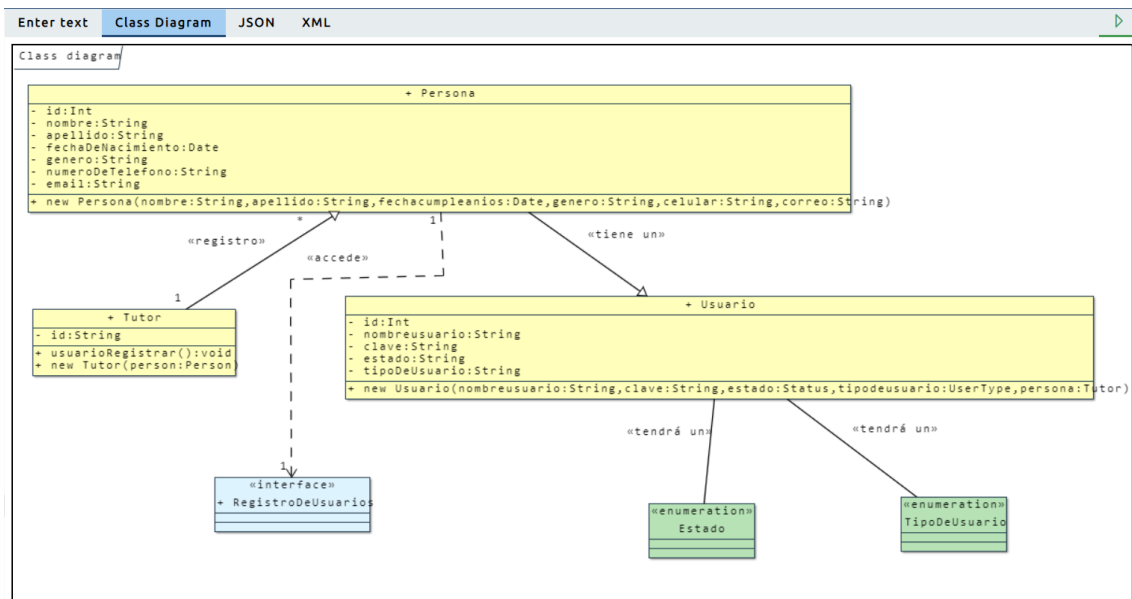 Enter text Class Diagram JSON XML
Class diagram
+ Persona
- id:Int
- nombre:String
- apellido:String
- fechaDeNacimiento:Date
- genero:String
- numeroDeTelefono:String
- email:String
+ new Persona(nombre:String,apellido:String,fechacumpleanios:Date,genero:String,celular:String,correo:String)
* 1
«registro» «tiene un»
«accede»
1
+ Tutor
- id:String
+ usuarioRegistrar():void
+ new Tutor(person:Person)
+ Usuario
- id:Int
- nombreusuario:String
- clave:String
- estado:String
- tipoDeUsuario:String
+ new Usuario(nombreusuario:String,clave:String,estado:Status,tipodeusuario:UserType,persona:Tutor)
«tendrá un» «tendrá un»
1
«interface»
+ RegistroDeUsuarios
«enumeration»
Estado
«enumeration»
TipoDeUsuario